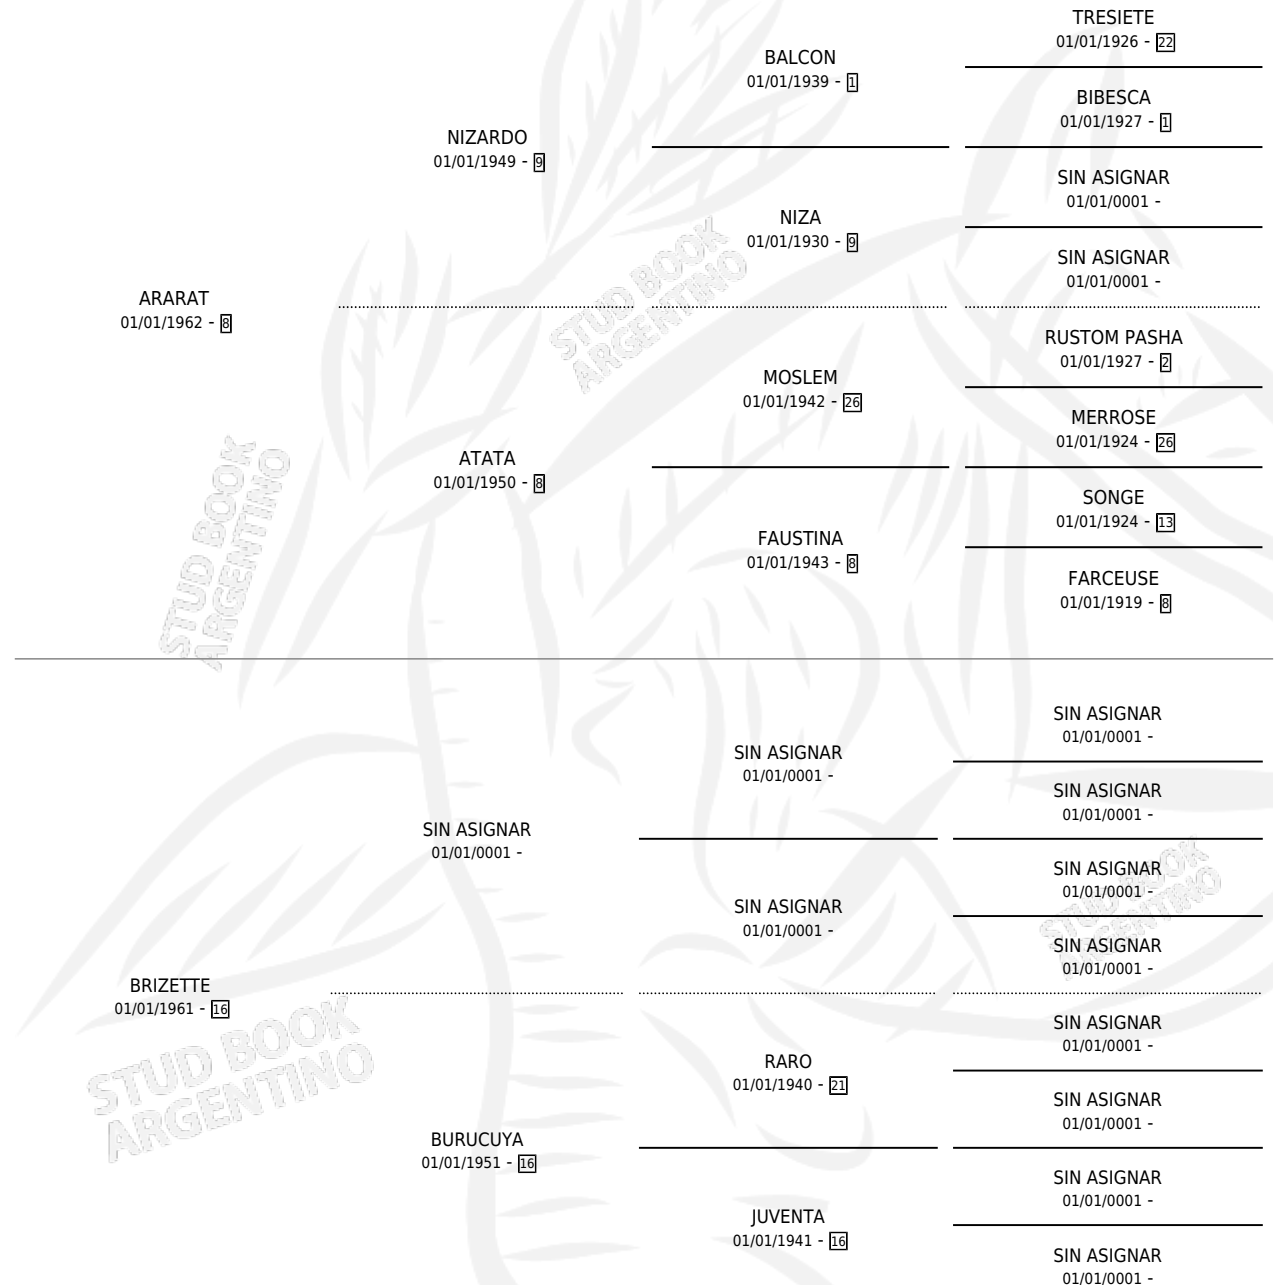 TRESIETE
01/01/1926 - 22
BALCON
01/01/1939 - 1
BIBESCA
01/01/1927 - 1
NIZARDO
01/01/1949 - 9
SIN ASIGNAR
01/01/0001 -
NIZA
01/01/1930 - 9
SIN ASIGNAR
01/01/0001 -
ARARAT
01/01/1962 - 8
STUD BOOK
ARGENTINO
RUSTOM PASHA
01/01/1927 - 2
MOSLEM
01/01/1942 - 26
MERROSE
01/01/1924 - 26
ATATA
01/01/1950 - 8
SONGE
01/01/1924 - 13
FAUSTINA
01/01/1943 - 8
FARCEUSE
01/01/1919 - 8
STUD BOOK
ARGENTINO
SIN ASIGNAR
01/01/0001 -
SIN ASIGNAR
01/01/0001 -
SIN ASIGNAR
01/01/0001 -
SIN ASIGNAR
01/01/0001 -
SIN ASIGNAR
01/01/0001 -
SIN ASIGNAR
01/01/0001 -
STUD BOOK
ARGENTINO
SIN ASIGNAR
01/01/0001 -
BRIZETTE
01/01/1961 - 16
STUD BOOK
ARGENTINO
SIN ASIGNAR
01/01/0001 -
RARO
01/01/1940 - 21
SIN ASIGNAR
01/01/0001 -
BURUCUYA
01/01/1951 - 16
SIN ASIGNAR
01/01/0001 -
JUVENTA
01/01/1941 - 16
SIN ASIGNAR
01/01/0001 -